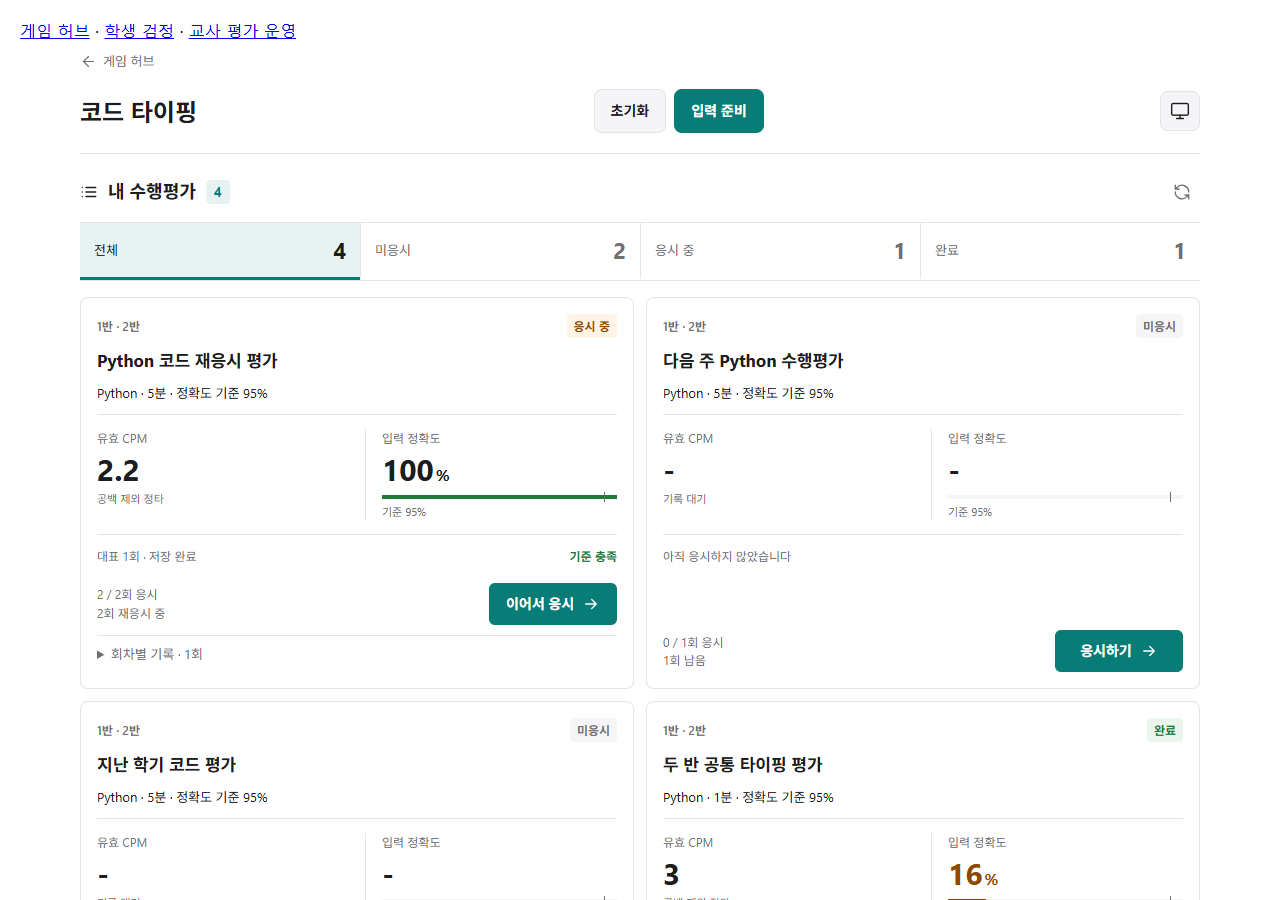 게임 허브 · 학생 검정 · 교사 평가 운영
← 게임 허브
코드 타이핑
초기화
입력 준비
내 수행평가 4
전체 4
미응시 2
응시 중 1
완료 1
1반 · 2반
응시 중
Python 코드 재응시 평가
Python · 5분 · 정확도 기준 95%
유효 CPM
2.2
공백 제외 정타
입력 정확도
100%
기준 95%
대표 1회 · 저장 완료
기준 충족
2 / 2회 응시
2회 재응시 중
이어서 응시 →
▶ 회차별 기록 · 1회
1반 · 2반
미응시
다음 주 Python 수행평가
Python · 5분 · 정확도 기준 95%
유효 CPM
-
기록 대기
입력 정확도
-
기준 95%
아직 응시하지 않았습니다
0 / 1회 응시
1회 남음
응시하기 →
1반 · 2반
미응시
지난 학기 코드 평가
Python · 5분 · 정확도 기준 95%
유효 CPM
-
입력 정확도
-
1반 · 2반
완료
두 반 공통 타이핑 평가
Python · 1분 · 정확도 기준 95%
유효 CPM
3
입력 정확도
16%